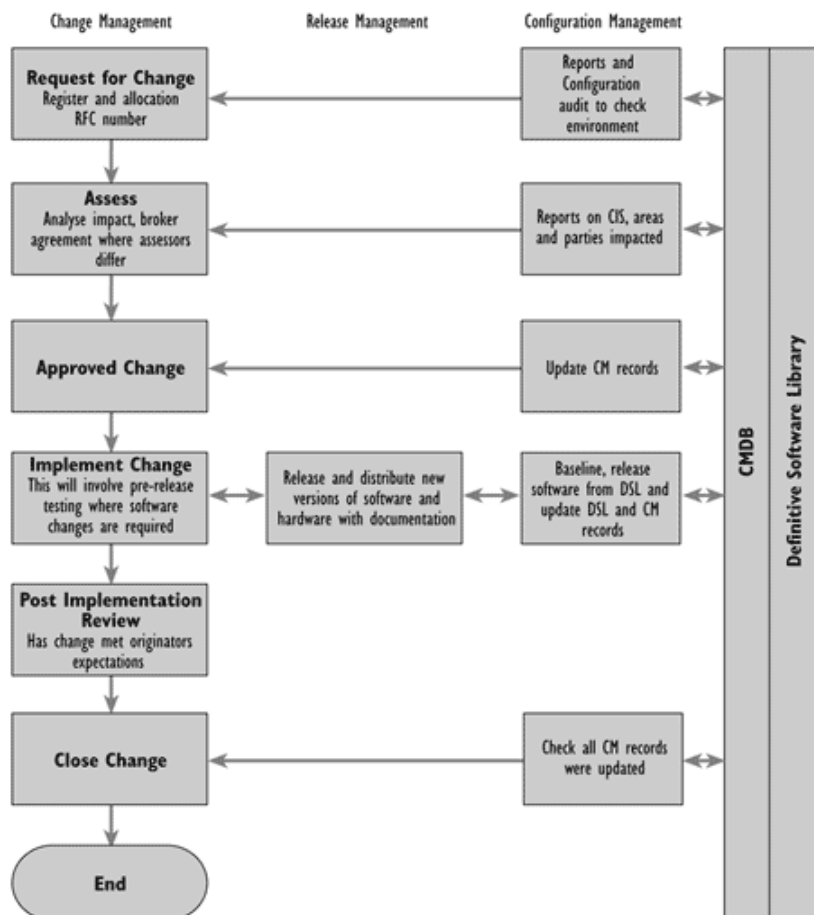 Change Management
Release Management
Configuration Management
Request for Change
Register and allocation
RFC number
Reports and
Configuration
audit to check
environment
Assess
Analyse impact, broker
agreement where assessors
differ
Reports on CIS, areas
and parties impacted
Approved Change
Update CM records
Implement Change
This will involve pre-release
testing where software
changes are required
Release and distribute new
versions of software and
hardware with documentation
Baseline, release
software from DSL and
update DSL and CM
records
Post Implementation
Review
Has change met originators
expectations
Close Change
Check all CM records
were updated
End
CMDB
Definitive Software Library